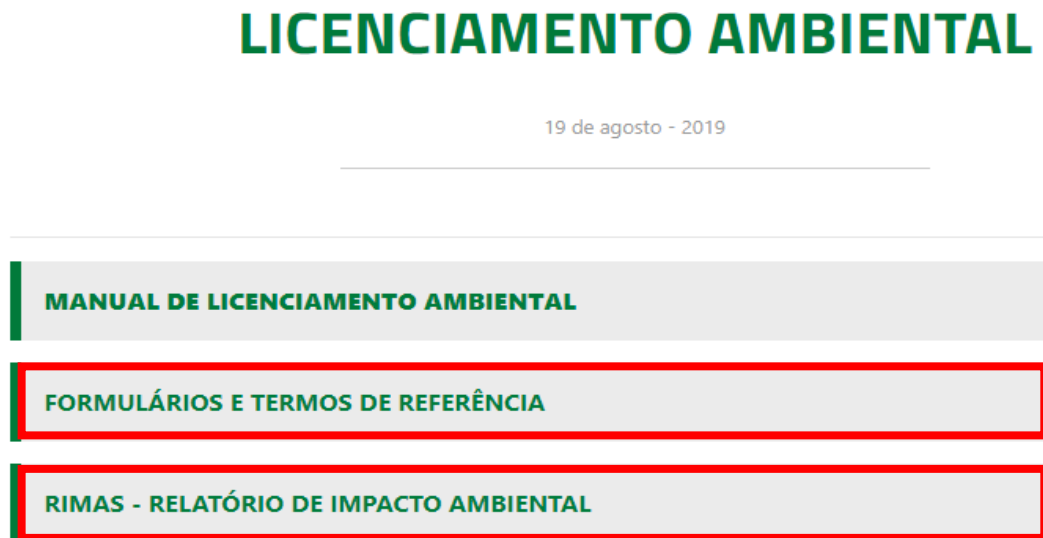 LICENCIAMENTO AMBIENTAL
19 de agosto - 2019
MANUAL DE LICENCIAMENTO AMBIENTAL
FORMULÁRIOS E TERMOS DE REFERÊNCIA
RIMAS - RELATÓRIO DE IMPACTO AMBIENTAL